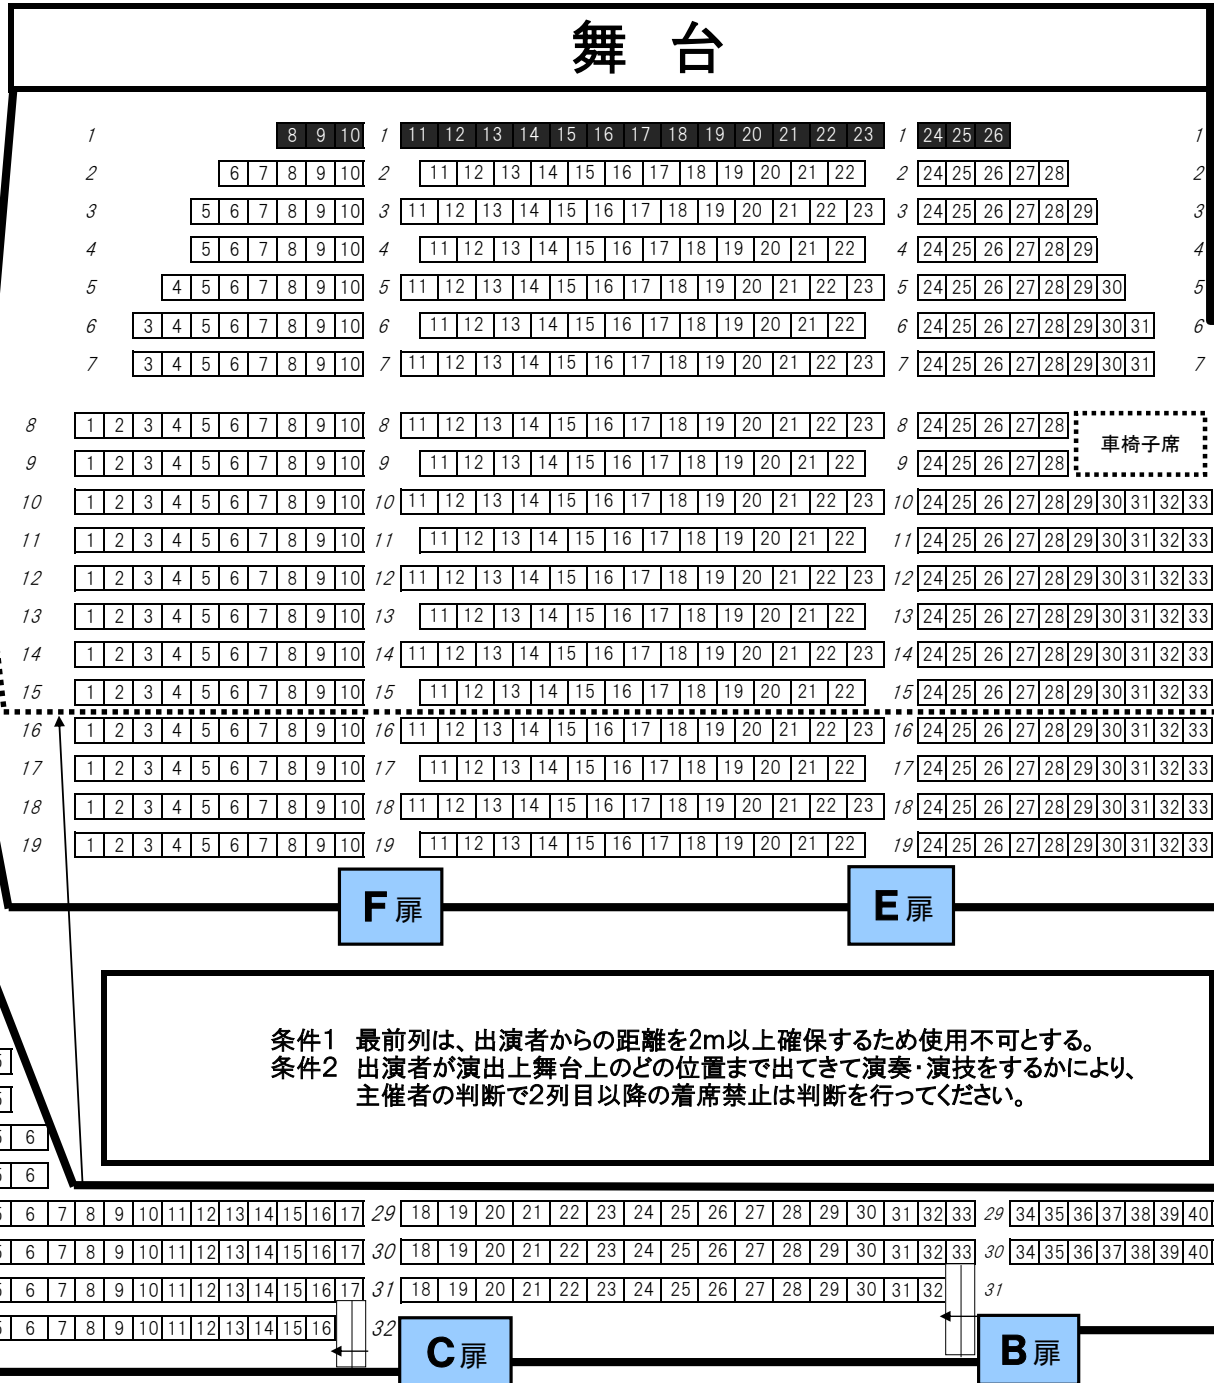 舞 台
1 8 9 10 1 11 12 13 14 15 16 17 18 19 20 21 22 23 1 24 25 26 1
2 6 7 8 9 10 2 11 12 13 14 15 16 17 18 19 20 21 22 2 24 25 26 27 28 2
3 5 6 7 8 9 10 3 11 12 13 14 15 16 17 18 19 20 21 22 23 3 24 25 26 27 28 29 3
4 5 6 7 8 9 10 4 11 12 13 14 15 16 17 18 19 20 21 22 4 24 25 26 27 28 29 4
5 4 5 6 7 8 9 10 5 11 12 13 14 15 16 17 18 19 20 21 22 23 5 24 25 26 27 28 29 30 5
6 3 4 5 6 7 8 9 10 6 11 12 13 14 15 16 17 18 19 20 21 22 6 24 25 26 27 28 29 30 31 6
7 3 4 5 6 7 8 9 10 7 11 12 13 14 15 16 17 18 19 20 21 22 23 7 24 25 26 27 28 29 30 31 7
8 1 2 3 4 5 6 7 8 9 10 8 11 12 13 14 15 16 17 18 19 20 21 22 23 8 24 25 26 27 28
車椅子席
9 1 2 3 4 5 6 7 8 9 10 9 11 12 13 14 15 16 17 18 19 20 21 22 9 24 25 26 27 28
10 1 2 3 4 5 6 7 8 9 10 10 11 12 13 14 15 16 17 18 19 20 21 22 23 10 24 25 26 27 28 29 30 31 32 33
11 1 2 3 4 5 6 7 8 9 10 11 11 12 13 14 15 16 17 18 19 20 21 22 11 24 25 26 27 28 29 30 31 32 33
12 1 2 3 4 5 6 7 8 9 10 12 11 12 13 14 15 16 17 18 19 20 21 22 23 12 24 25 26 27 28 29 30 31 32 33
13 1 2 3 4 5 6 7 8 9 10 13 11 12 13 14 15 16 17 18 19 20 21 22 13 24 25 26 27 28 29 30 31 32 33
14 1 2 3 4 5 6 7 8 9 10 14 11 12 13 14 15 16 17 18 19 20 21 22 23 14 24 25 26 27 28 29 30 31 32 33
15 1 2 3 4 5 6 7 8 9 10 15 11 12 13 14 15 16 17 18 19 20 21 22 15 24 25 26 27 28 29 30 31 32 33
16 1 2 3 4 5 6 7 8 9 10 16 11 12 13 14 15 16 17 18 19 20 21 22 23 16 24 25 26 27 28 29 30 31 32 33
17 1 2 3 4 5 6 7 8 9 10 17 11 12 13 14 15 16 17 18 19 20 21 22 17 24 25 26 27 28 29 30 31 32 33
18 1 2 3 4 5 6 7 8 9 10 18 11 12 13 14 15 16 17 18 19 20 21 22 23 18 24 25 26 27 28 29 30 31 32 33
19 1 2 3 4 5 6 7 8 9 10 19 11 12 13 14 15 16 17 18 19 20 21 22 19 24 25 26 27 28 29 30 31 32 33
F扉 E扉
条件1 最前列は、出演者からの距離を2m以上確保するため使用不可とする。
条件2 出演者が演出上舞台上のどの位置まで出てきて演奏・演技をするかにより、
主催者の判断で2列目以降の着席禁止は判断を行ってください。
6
6
6 7 8 9 10 11 12 13 14 15 16 17 29 18 19 20 21 22 23 24 25 26 27 28 29 30 31 32 33 29 34 35 36 37 38 39 40
6 7 8 9 10 11 12 13 14 15 16 17 30 18 19 20 21 22 23 24 25 26 27 28 29 30 31 32 33 30 34 35 36 37 38 39 40
6 7 8 9 10 11 12 13 14 15 16 17 31 18 19 20 21 22 23 24 25 26 27 28 29 30 31 32 31
6 7 8 9 10 11 12 13 14 15 16 32
C扉 B扉